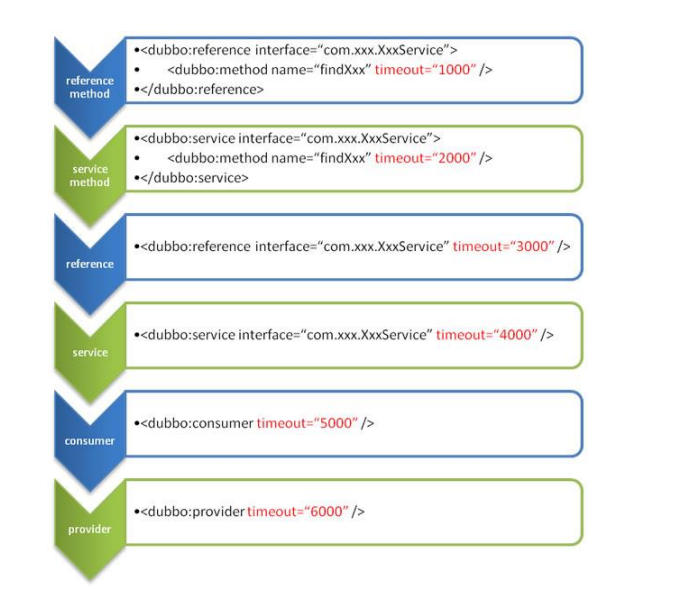 reference
method
•<dubbo:reference interface=“com.xxx.XxxService”>
• <dubbo:method name=“findXxx” timeout=“1000” />
•</dubbo:reference>
service
method
•<dubbo:service interface=“com.xxx.XxxService”>
• <dubbo:method name=“findXxx” timeout=“2000” />
•</dubbo:service>
reference
•<dubbo:reference interface=“com.xxx.XxxService” timeout=“3000” />
service
•<dubbo:service interface=“com.xxx.XxxService” timeout=“4000” />
consumer
•<dubbo:consumer timeout=“5000” />
provider
•<dubbo:provider timeout=“6000” />